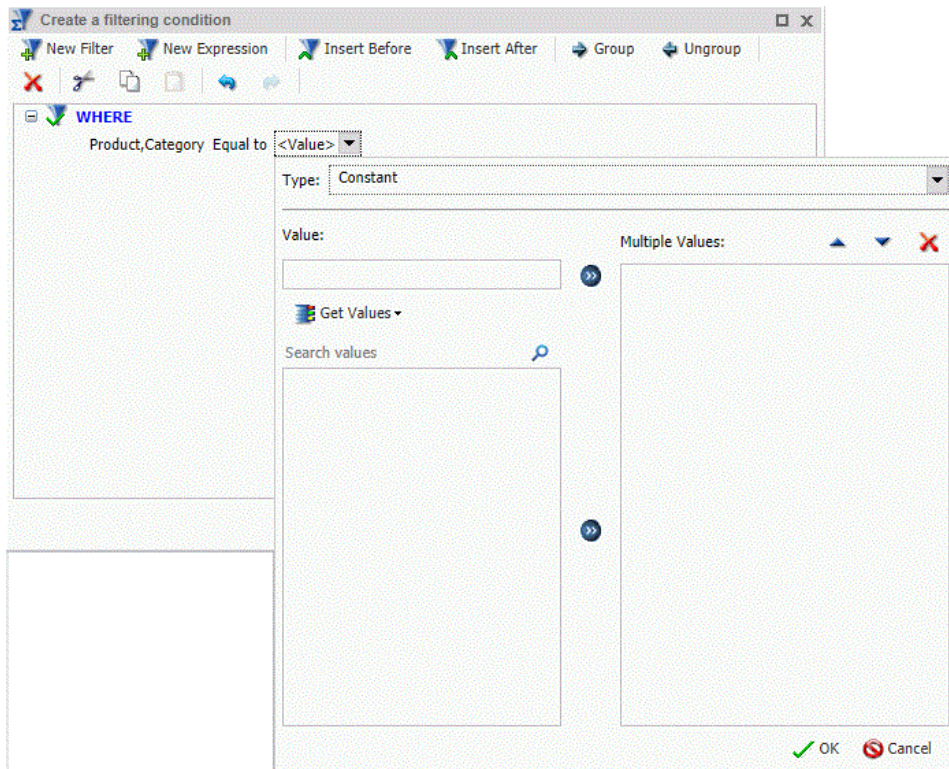 Create a filtering condition
New Filter New Expression Insert Before Insert After Group Ungroup
WHERE
Product,Category Equal to <Value>
Type: Constant
Value:
Multiple Values:
Get Values
Search values
OK Cancel